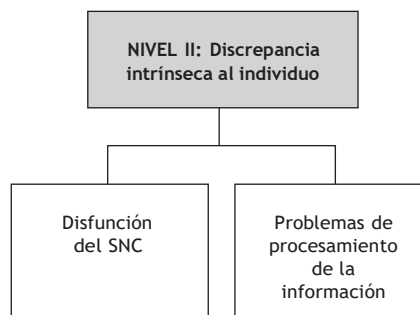 NIVEL II: Discrepancia
intrínseca al individuo
Disfunción
del SNC
Problemas de
procesamiento
de la
información